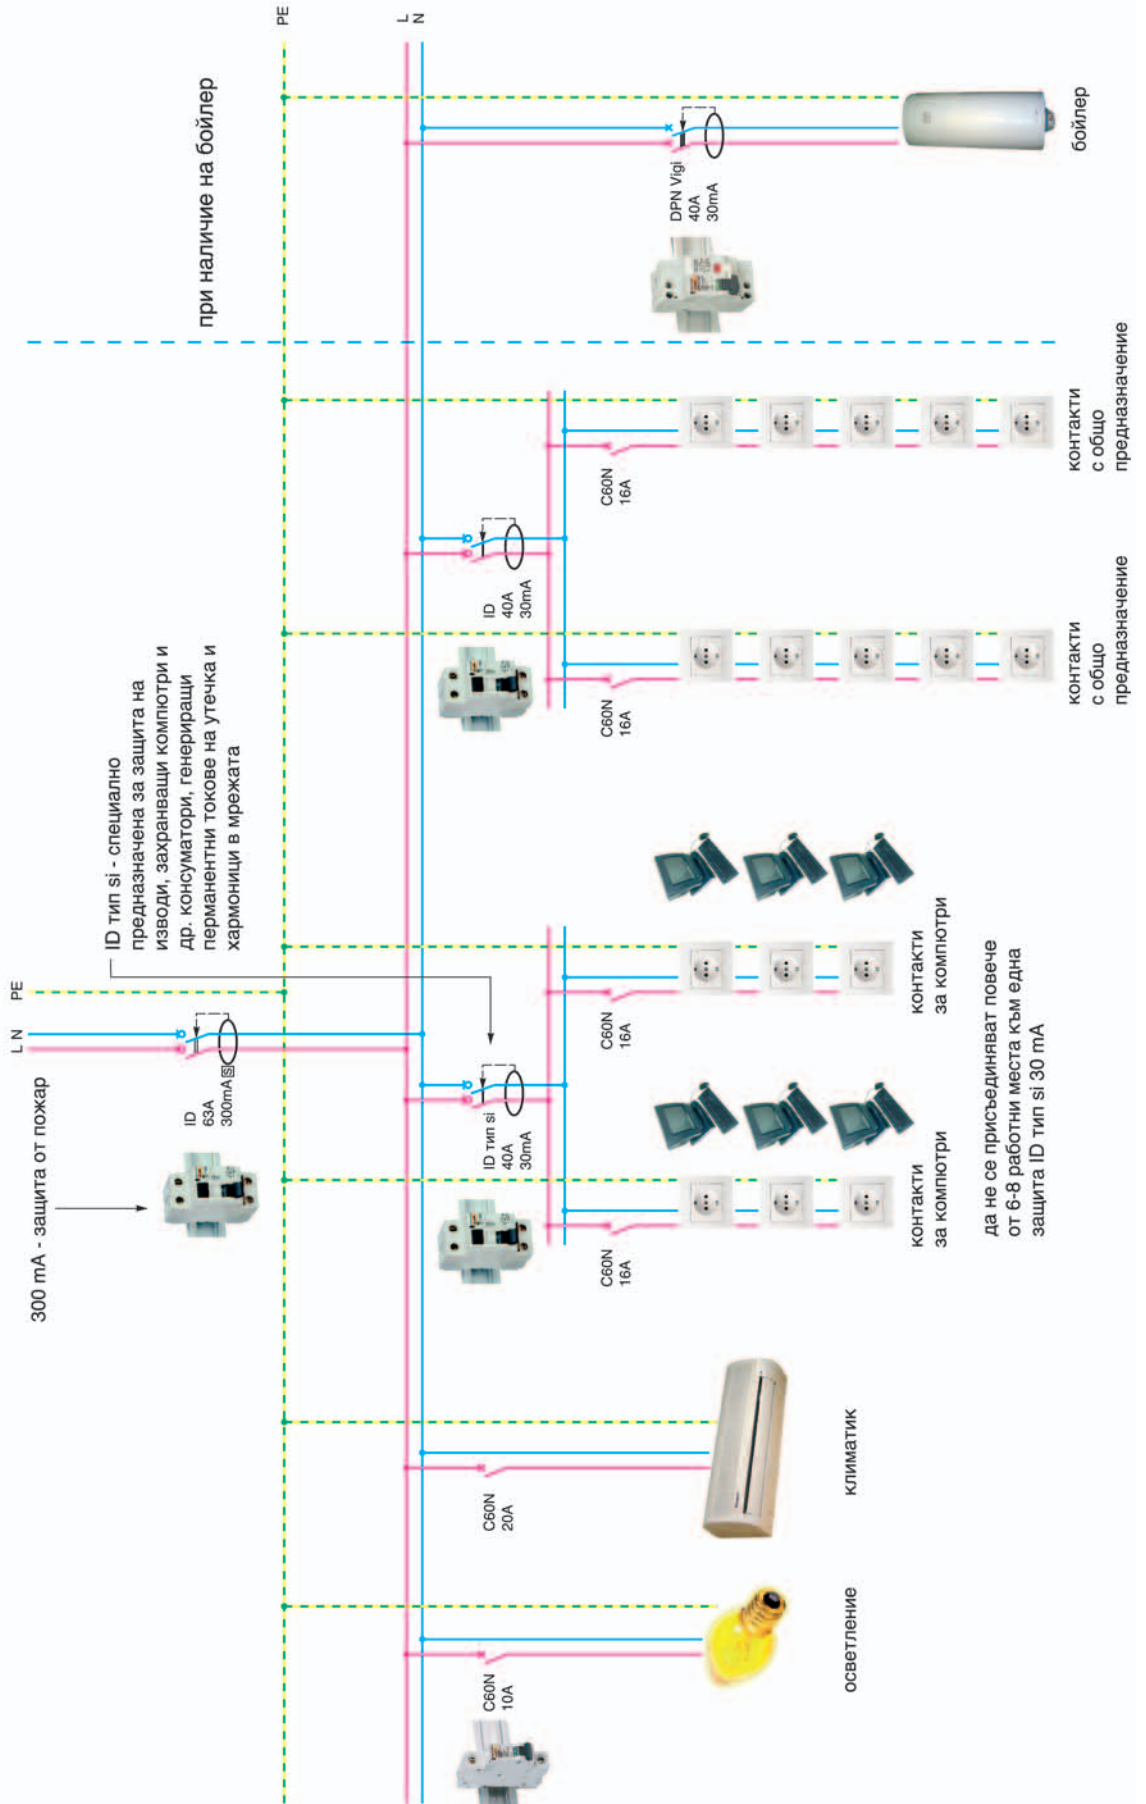 300 mA - защита от пожар
L N
PE
ID
63A
300mA S
ID тип si - специално
предназначена за защита на
изводи, захранващи компютри и
др. консуматори, генериращи
перманентни токове на утечка и
хармоници в мрежата
при наличие на бойлер
PE
L
N
C60N
10A
осветление
C60N
20A
климатик
ID тип si
40A
30mA
C60N
16A
контакти
за компютри
C60N
16A
контакти
за компютри
да не се присъединяват повече
от 6-8 работни места към една
защита ID тип si 30 mA
ID
40A
30mA
C60N
16A
контакти
с общо
предназначение
C60N
16A
контакти
с общо
предназначение
DPN Vigi
40A
30mA
бойлер